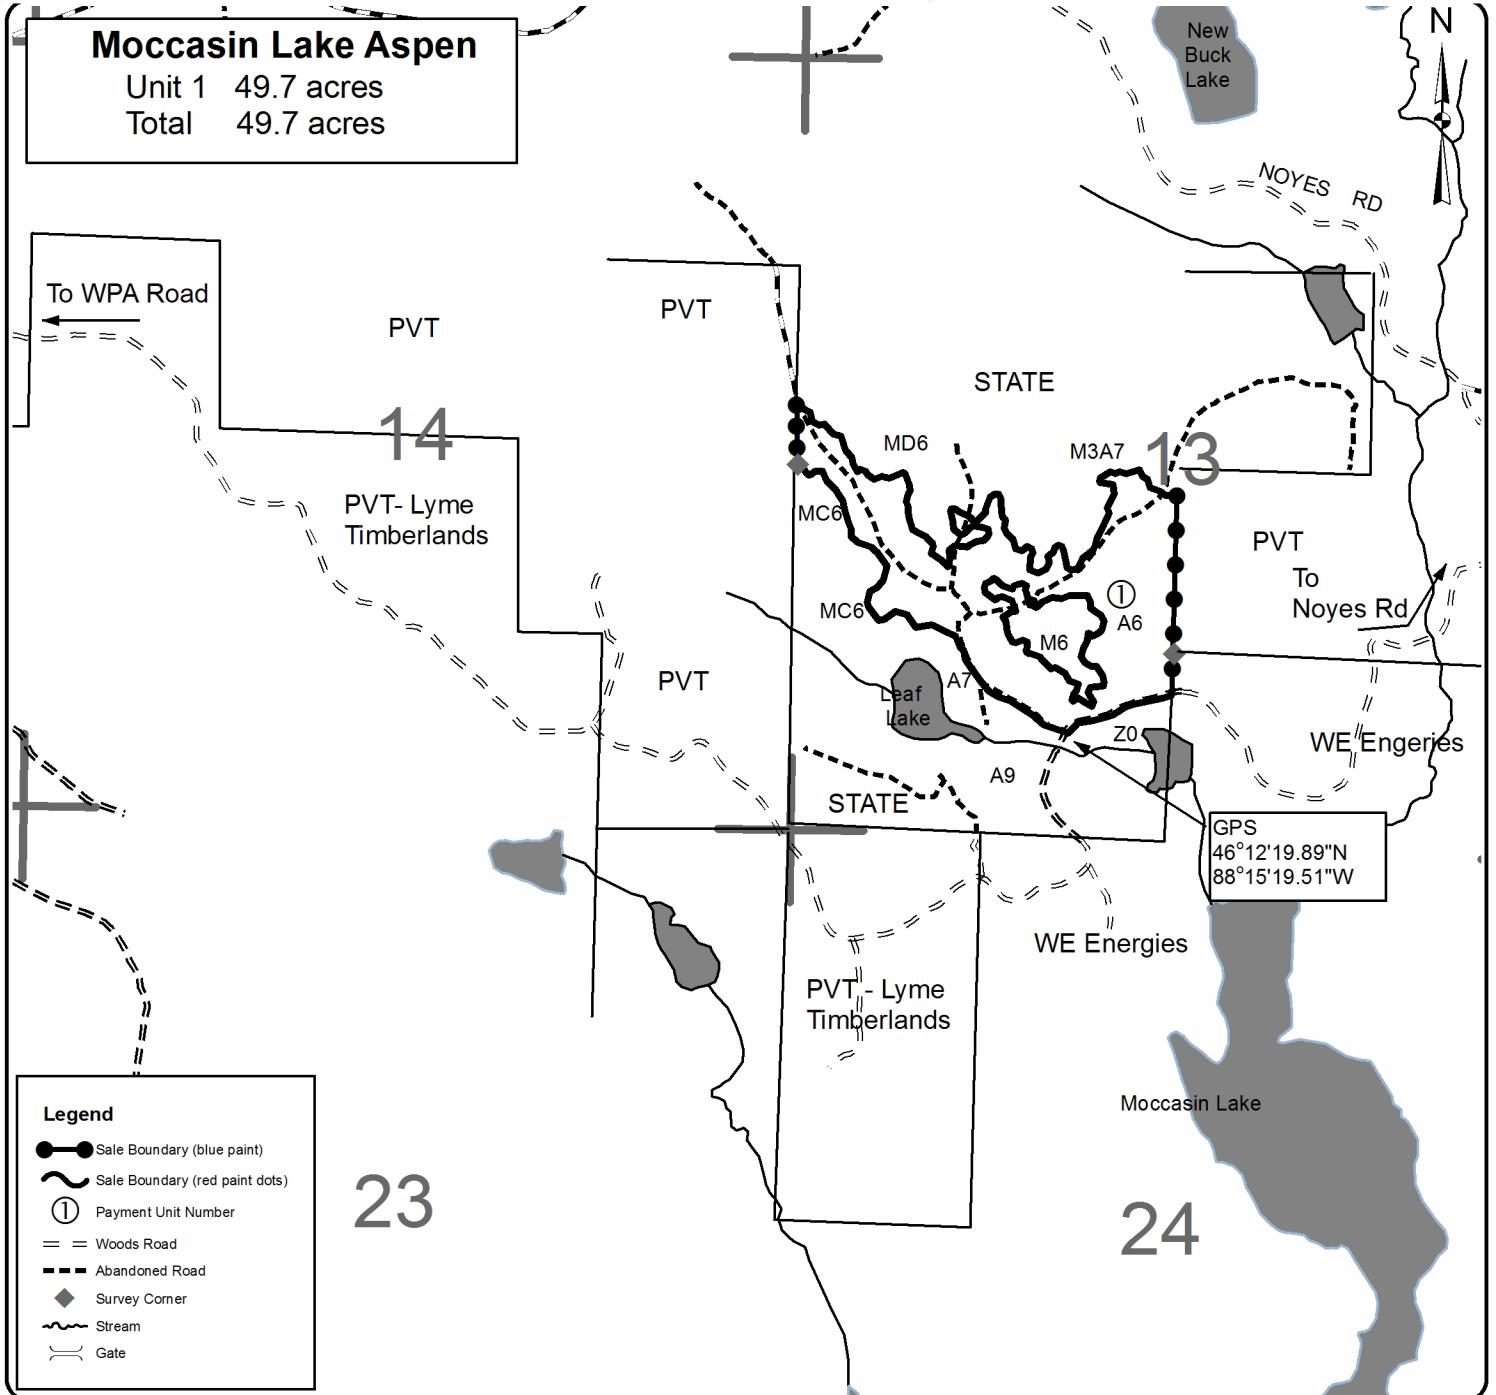 Moccasin Lake Aspen
Unit 1 49.7 acres
Total 49.7 acres
New
Buck
Lake
N
NOYES RD
To WPA Road
PVT
PVT
STATE
14
MD6
M3A7
13
PVT- Lyme
Timberlands
MC6
PVT
To
Noyes Rd
1
A6
MC6
M6
PVT
A7
Leaf
Lake
Z0
WE Engeries
A9
STATE
GPS
46°12'19.89"N
88°15'19.51"W
WE Energies
PVT - Lyme
Timberlands
Moccasin Lake
23
24
Legend
Sale Boundary (blue paint)
Sale Boundary (red paint dots)
1 Payment Unit Number
Woods Road
Abandoned Road
Survey Corner
Stream
Gate